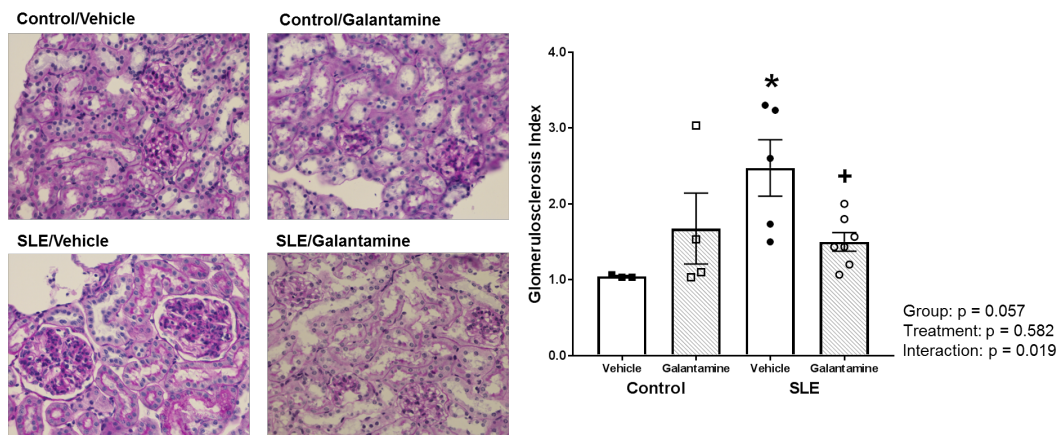 Control/Vehicle
Control/Galantamine
SLE/Vehicle
SLE/Galantamine
Glomerulosclerosis Index
4.0
3.0
2.0
1.0
0.0
*
+
Vehicle
Galantamine
Vehicle
Galantamine
Control
SLE
Group: p = 0.057
Treatment: p = 0.582
Interaction: p = 0.019